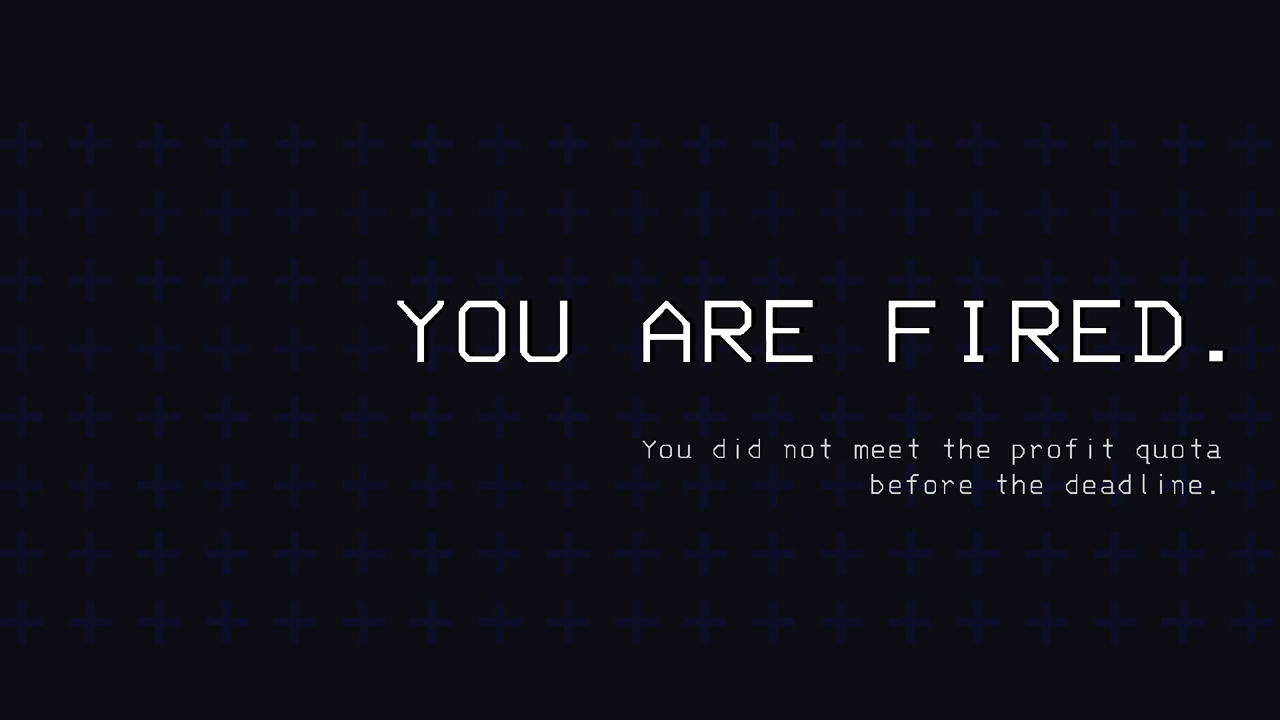 YOU ARE FIRED.
You did not meet the profit quota
before the deadline.